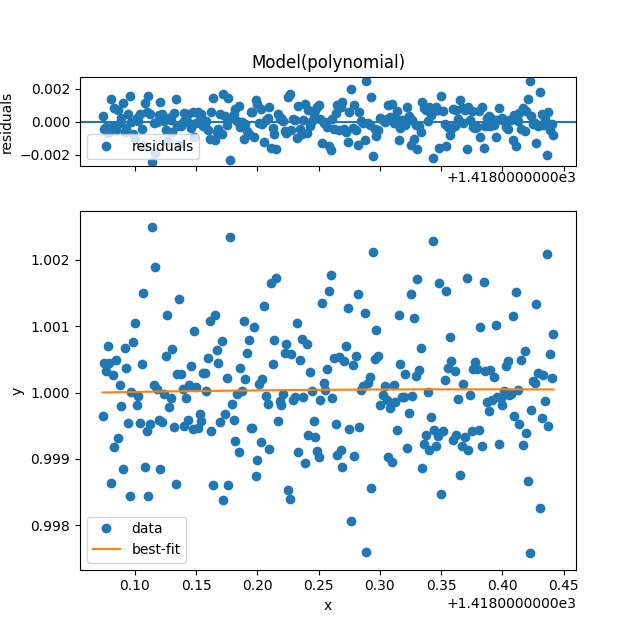 Model(polynomial)
residuals
0.002
0.000
−0.002
residuals
+1.4180000000e3
y
1.002
1.001
1.000
0.999
0.998
data
best-fit
0.10 0.15 0.20 0.25 0.30 0.35 0.40 0.45
x
+1.4180000000e3